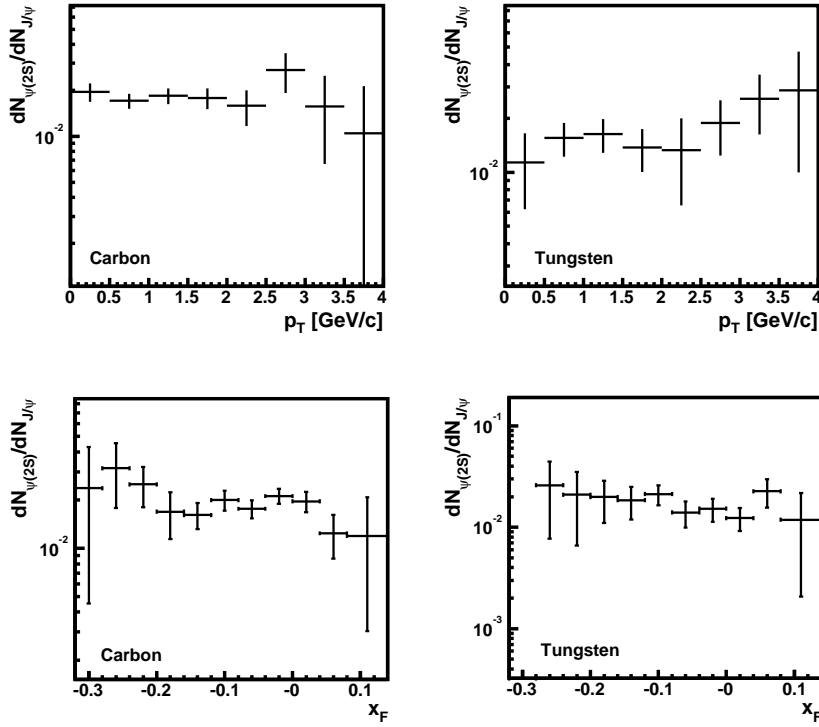 dN_ψ(2S)/dN_J/ψ
10^-2
Carbon
0 0.5 1 1.5 2 2.5 3 3.5 4
p_T [GeV/c]
dN_ψ(2S)/dN_J/ψ
10^-2
Tungsten
0 0.5 1 1.5 2 2.5 3 3.5 4
p_T [GeV/c]
dN_ψ(2S)/dN_J/ψ
10^-2
Carbon
-0.3 -0.2 -0.1 -0 0.1
x_F
dN_ψ(2S)/dN_J/ψ
10^-1
10^-2
10^-3
Tungsten
-0.3 -0.2 -0.1 -0 0.1
x_F